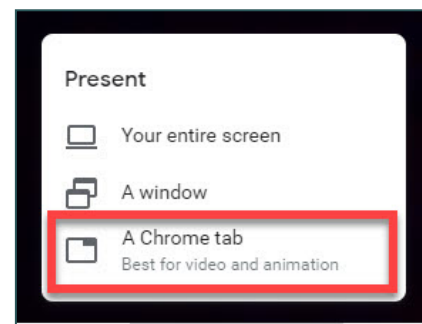 Present
Your entire screen
A window
A Chrome tab
Best for video and animation